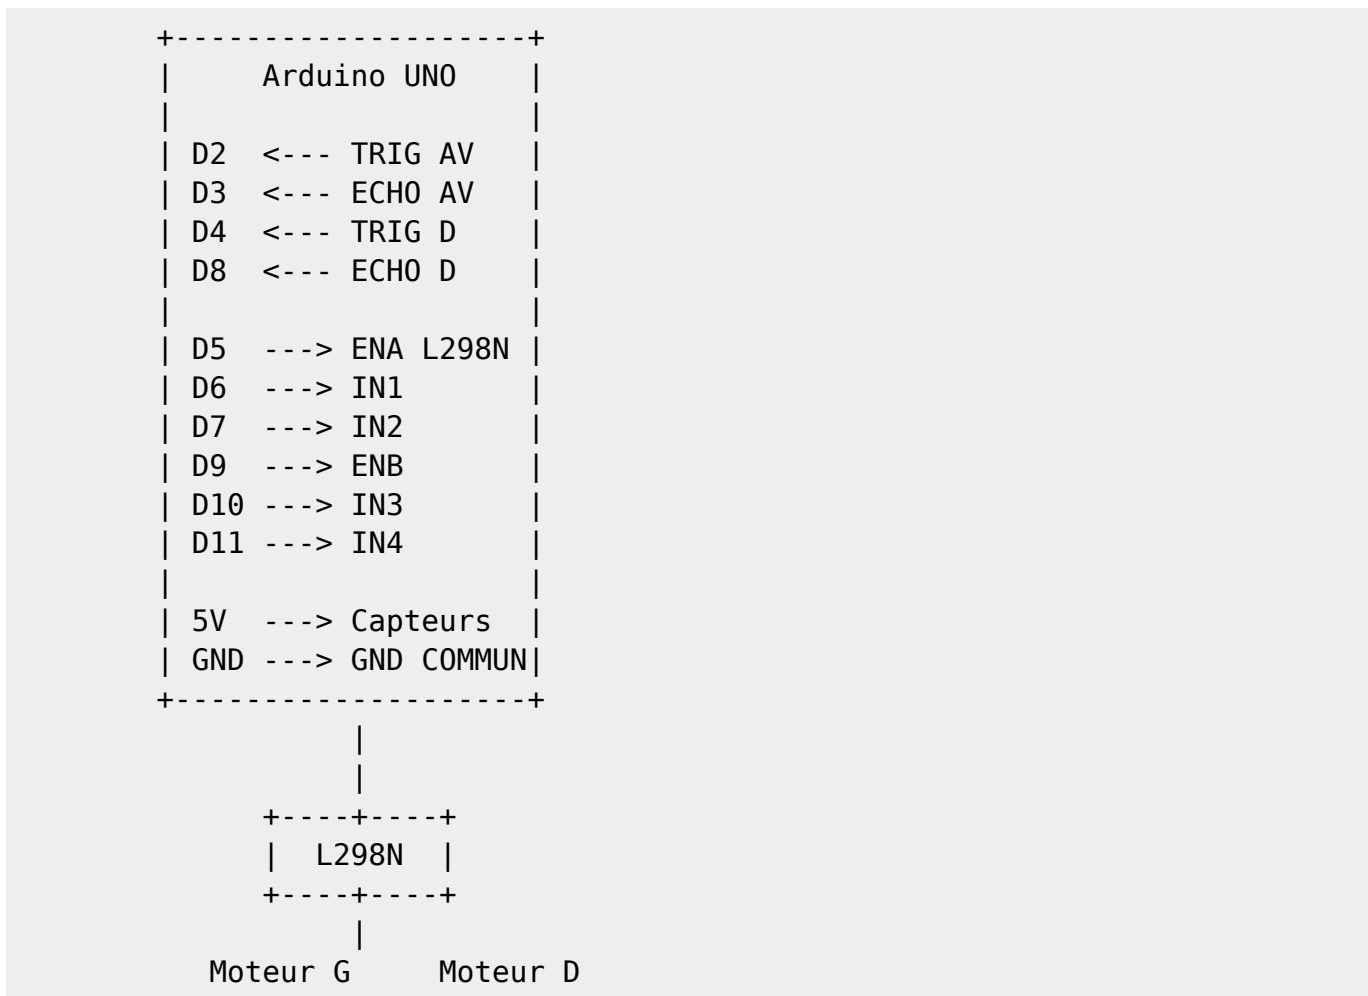 +--------------------+
|     Arduino UNO    |
|                    |
| D2  <--- TRIG AV   |
| D3  <--- ECHO AV   |
| D4  <--- TRIG D    |
| D8  <--- ECHO D    |
|                    |
| D5  ---> ENA L298N |
| D6  ---> IN1       |
| D7  ---> IN2       |
| D9  ---> ENB       |
| D10 ---> IN3       |
| D11 ---> IN4       |
|                    |
| 5V  ---> Capteurs  |
| GND ---> GND COMMUN|
+--------------------+
           |
           |
      +----+----+
      |  L298N  |
      +----+----+
           |
   Moteur G     Moteur D